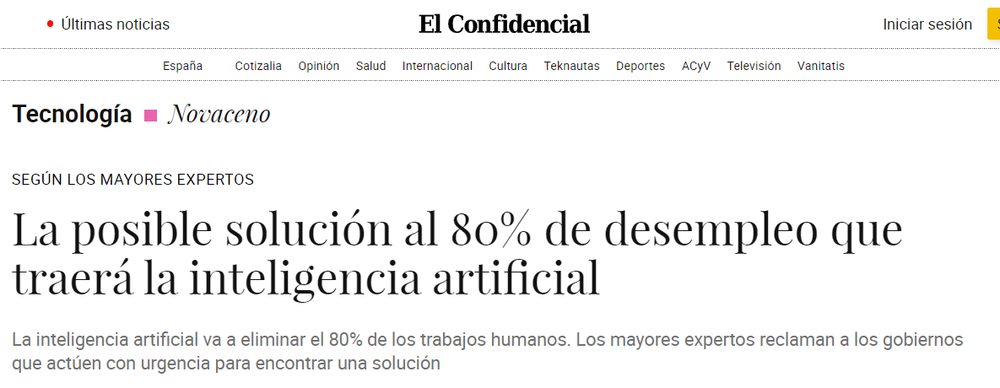 Últimas noticias
El Confidencial
Iniciar sesión
España Cotizalia Opinión Salud Internacional Cultura Teknautas Deportes ACyV Televisión Vanitatis
Tecnología Novaceno
SEGÚN LOS MAYORES EXPERTOS
La posible solución al 80% de desempleo que
traerá la inteligencia artificial
La inteligencia artificial va a eliminar el 80% de los trabajos humanos. Los mayores expertos reclaman a los gobiernos
que actúen con urgencia para encontrar una solución